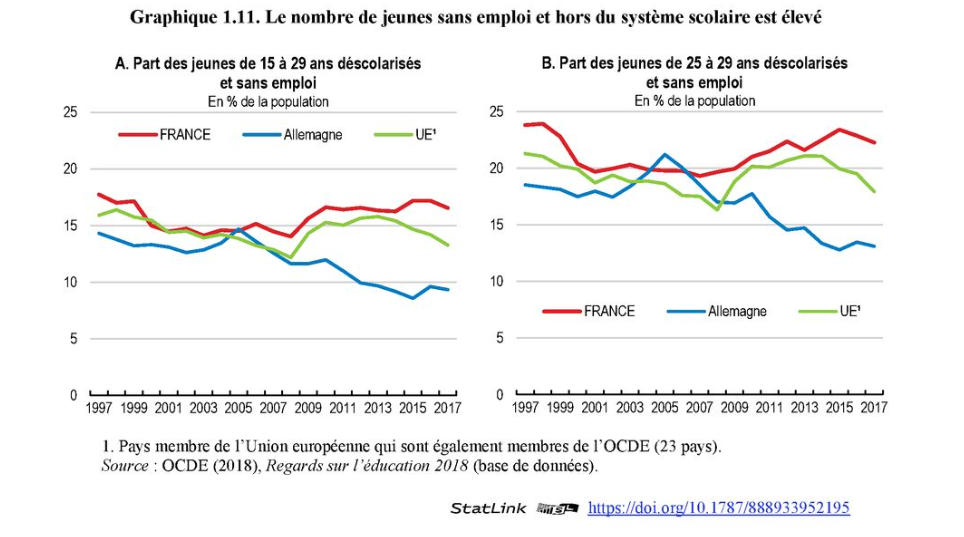 Graphique 1.11. Le nombre de jeunes sans emploi et hors du système scolaire est élevé
A. Part des jeunes de 15 à 29 ans déscolarisés
et sans emploi
En % de la population
25
FRANCE Allemagne UE¹
20
15
10
5
0
1997 1999 2001 2003 2005 2007 2009 2011 2013 2015 2017
B. Part des jeunes de 25 à 29 ans déscolarisés
et sans emploi
En % de la population
25
20
15
10
FRANCE Allemagne UE¹
5
0
1997 1999 2001 2003 2005 2007 2009 2011 2013 2015 2017
1. Pays membre de l’Union européenne qui sont également membres de l’OCDE (23 pays).
Source : OCDE (2018), Regards sur l’éducation 2018 (base de données).
StatLink https://doi.org/10.1787/888933952195